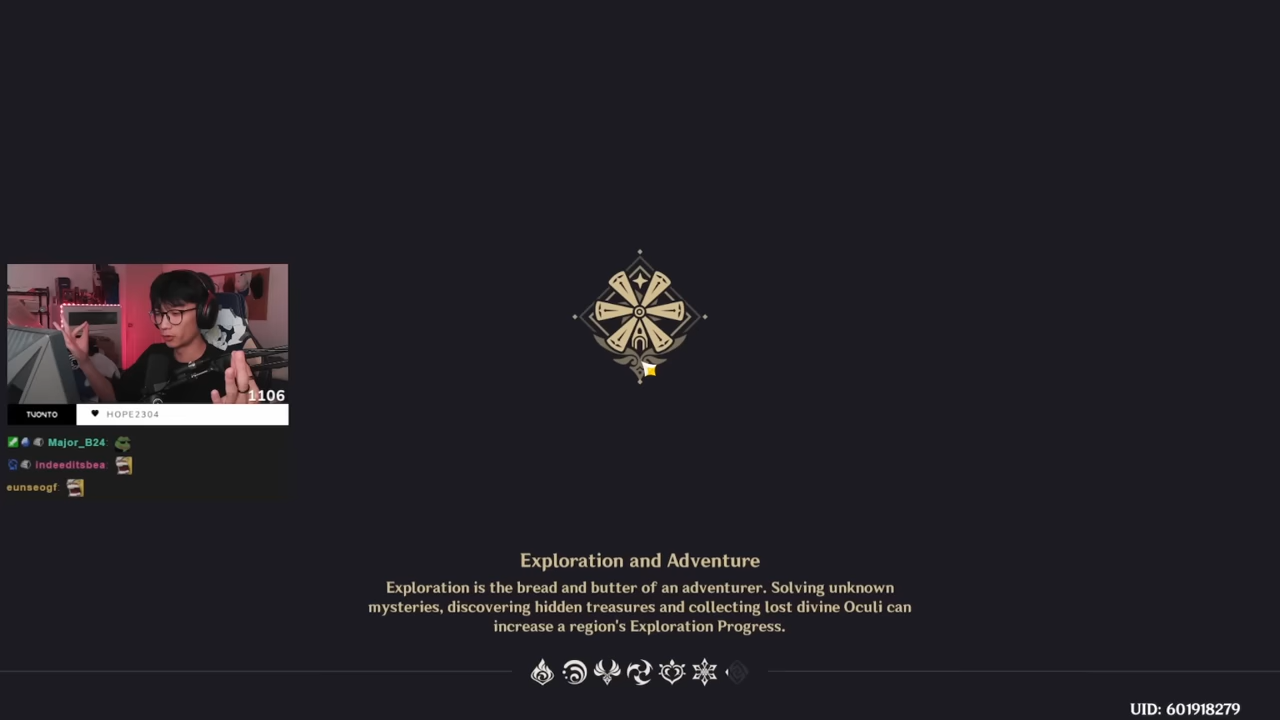 1106
TUONTO
HOPE2304
Major_B24:
indeeditsbea:
eunseogf:
Exploration and Adventure
Exploration is the bread and butter of an adventurer. Solving unknown
mysteries, discovering hidden treasures and collecting lost divine Oculi can
increase a region's Exploration Progress.
UID: 601918279